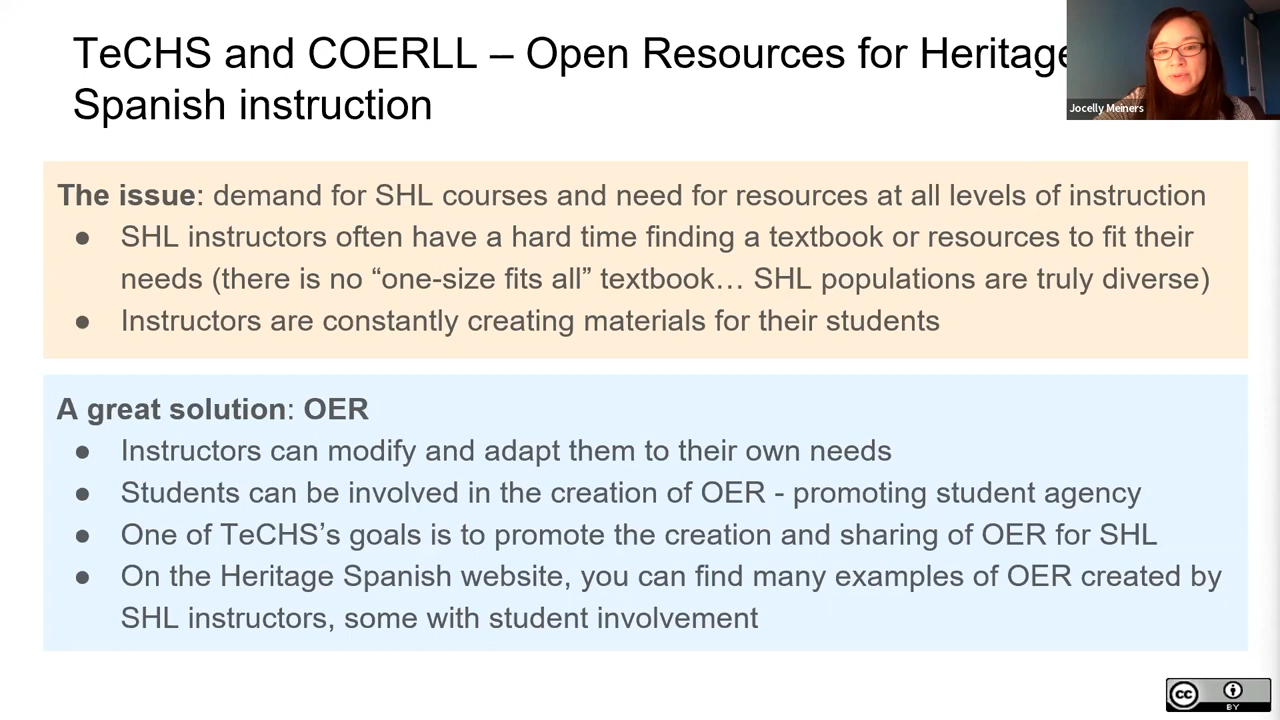 TeCHS and COERLL – Open Resources for Heritage
Spanish instruction
Jocelly Meiners
The issue: demand for SHL courses and need for resources at all levels of instruction
● SHL instructors often have a hard time finding a textbook or resources to fit their
needs (there is no “one-size fits all” textbook… SHL populations are truly diverse)
● Instructors are constantly creating materials for their students
A great solution: OER
● Instructors can modify and adapt them to their own needs
● Students can be involved in the creation of OER - promoting student agency
● One of TeCHS’s goals is to promote the creation and sharing of OER for SHL
● On the Heritage Spanish website, you can find many examples of OER created by
SHL instructors, some with student involvement
cc
BY